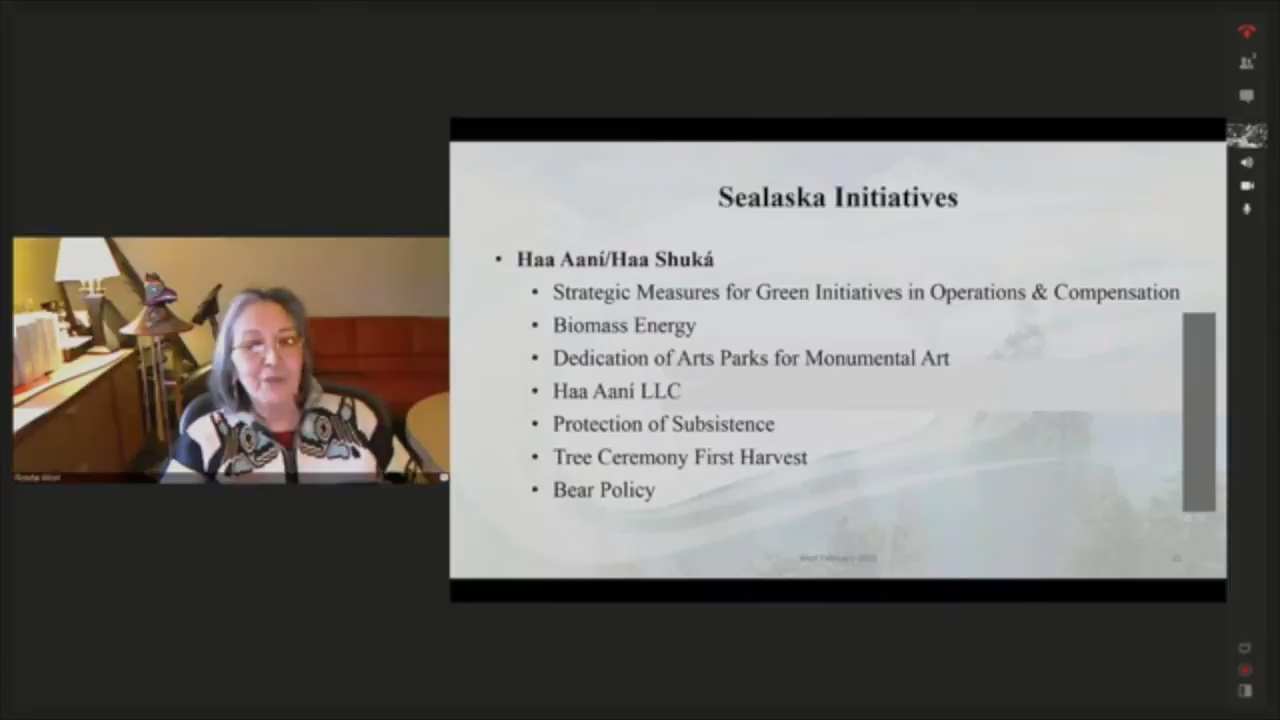 Sealaska Initiatives
• Haa Aaní/Haa Shuká
• Strategic Measures for Green Initiatives in Operations & Compensation
• Biomass Energy
• Dedication of Arts Parks for Monumental Art
• Haa Aaní LLC
• Protection of Subsistence
• Tree Ceremony First Harvest
• Bear Policy